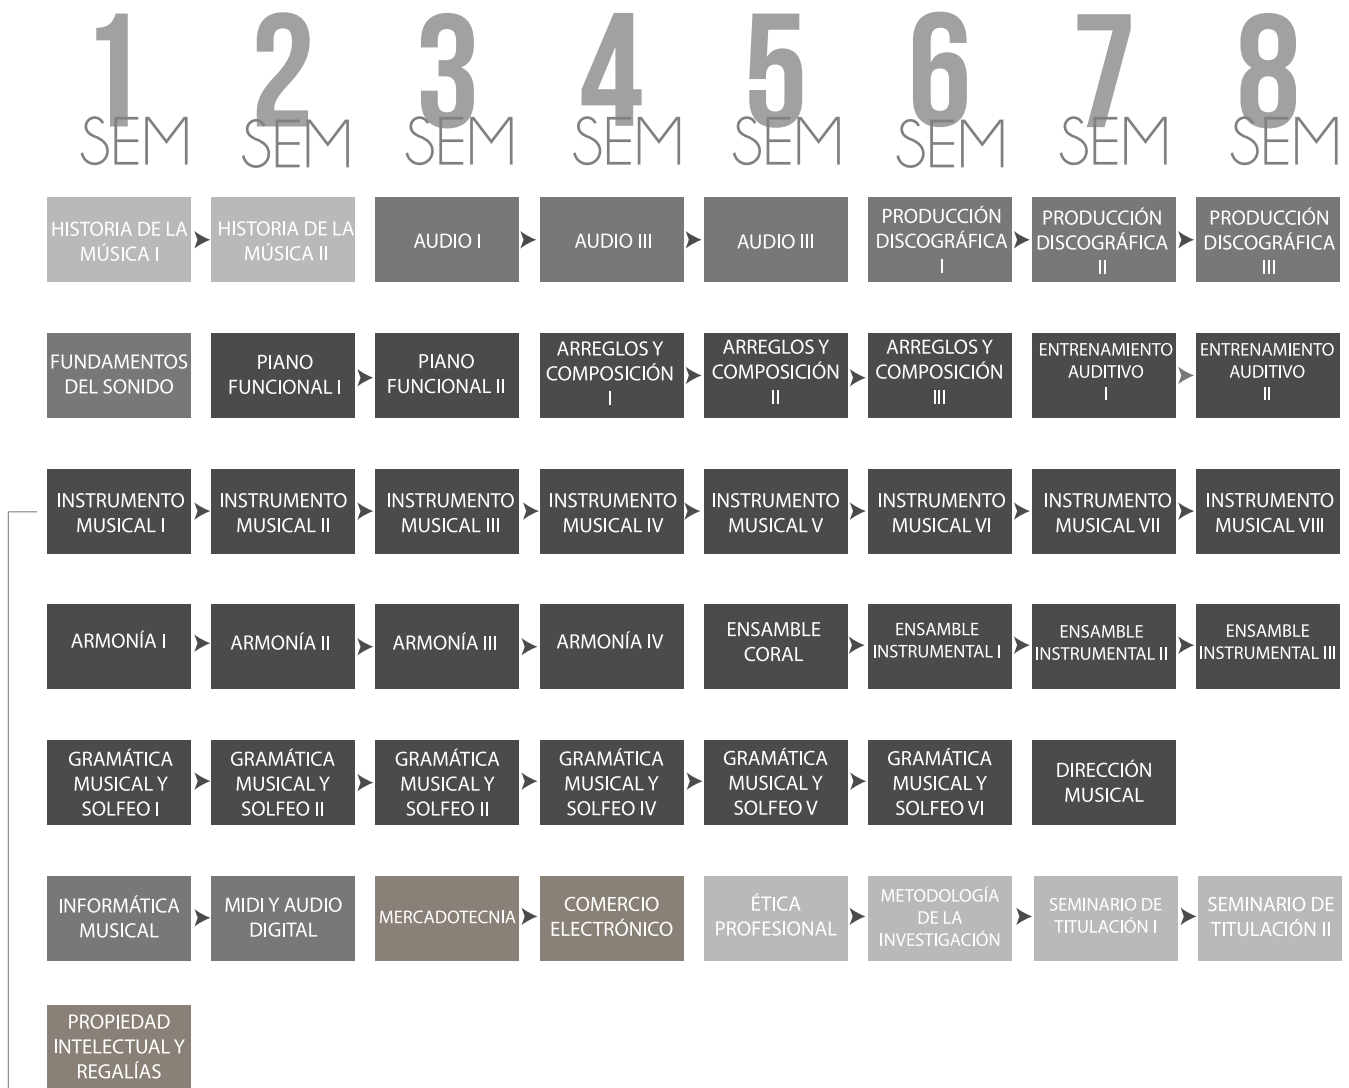 1 2 3 4 5 6 7 8
SEM SEM SEM SEM SEM SEM SEM SEM
HISTORIA DE LA
MÚSICA I
HISTORIA DE LA
MÚSICA II
AUDIO I
AUDIO III
AUDIO III
PRODUCCIÓN
DISCOGRÁFICA
I
PRODUCCIÓN
DISCOGRÁFICA
II
PRODUCCIÓN
DISCOGRÁFICA
III
FUNDAMENTOS
DEL SONIDO
PIANO
FUNCIONAL I
PIANO
FUNCIONAL II
ARREGLOS Y
COMPOSICIÓN
I
ARREGLOS Y
COMPOSICIÓN
II
ARREGLOS Y
COMPOSICIÓN
III
ENTRENAMIENTO
AUDITIVO
I
ENTRENAMIENTO
AUDITIVO
II
INSTRUMENTO
MUSICAL I
INSTRUMENTO
MUSICAL II
INSTRUMENTO
MUSICAL III
INSTRUMENTO
MUSICAL IV
INSTRUMENTO
MUSICAL V
INSTRUMENTO
MUSICAL VI
INSTRUMENTO
MUSICAL VII
INSTRUMENTO
MUSICAL VIII
ARMONÍA I
ARMONÍA II
ARMONÍA III
ARMONÍA IV
ENSAMBLE
CORAL
ENSAMBLE
INSTRUMENTAL I
ENSAMBLE
INSTRUMENTAL II
ENSAMBLE
INSTRUMENTAL III
GRAMÁTICA
MUSICAL Y
SOLFEO I
GRAMÁTICA
MUSICAL Y
SOLFEO II
GRAMÁTICA
MUSICAL Y
SOLFEO II
GRAMÁTICA
MUSICAL Y
SOLFEO IV
GRAMÁTICA
MUSICAL Y
SOLFEO V
GRAMÁTICA
MUSICAL Y
SOLFEO VI
DIRECCIÓN
MUSICAL
INFORMÁTICA
MUSICAL
MIDI Y AUDIO
DIGITAL
MERCADOTECNIA
COMERCIO
ELECTRÓNICO
ÉTICA
PROFESIONAL
METODOLOGÍA
DE LA
INVESTIGACIÓN
SEMINARIO DE
TITULACIÓN I
SEMINARIO DE
TITULACIÓN II
PROPIEDAD
INTELECTUAL Y
REGALÍAS